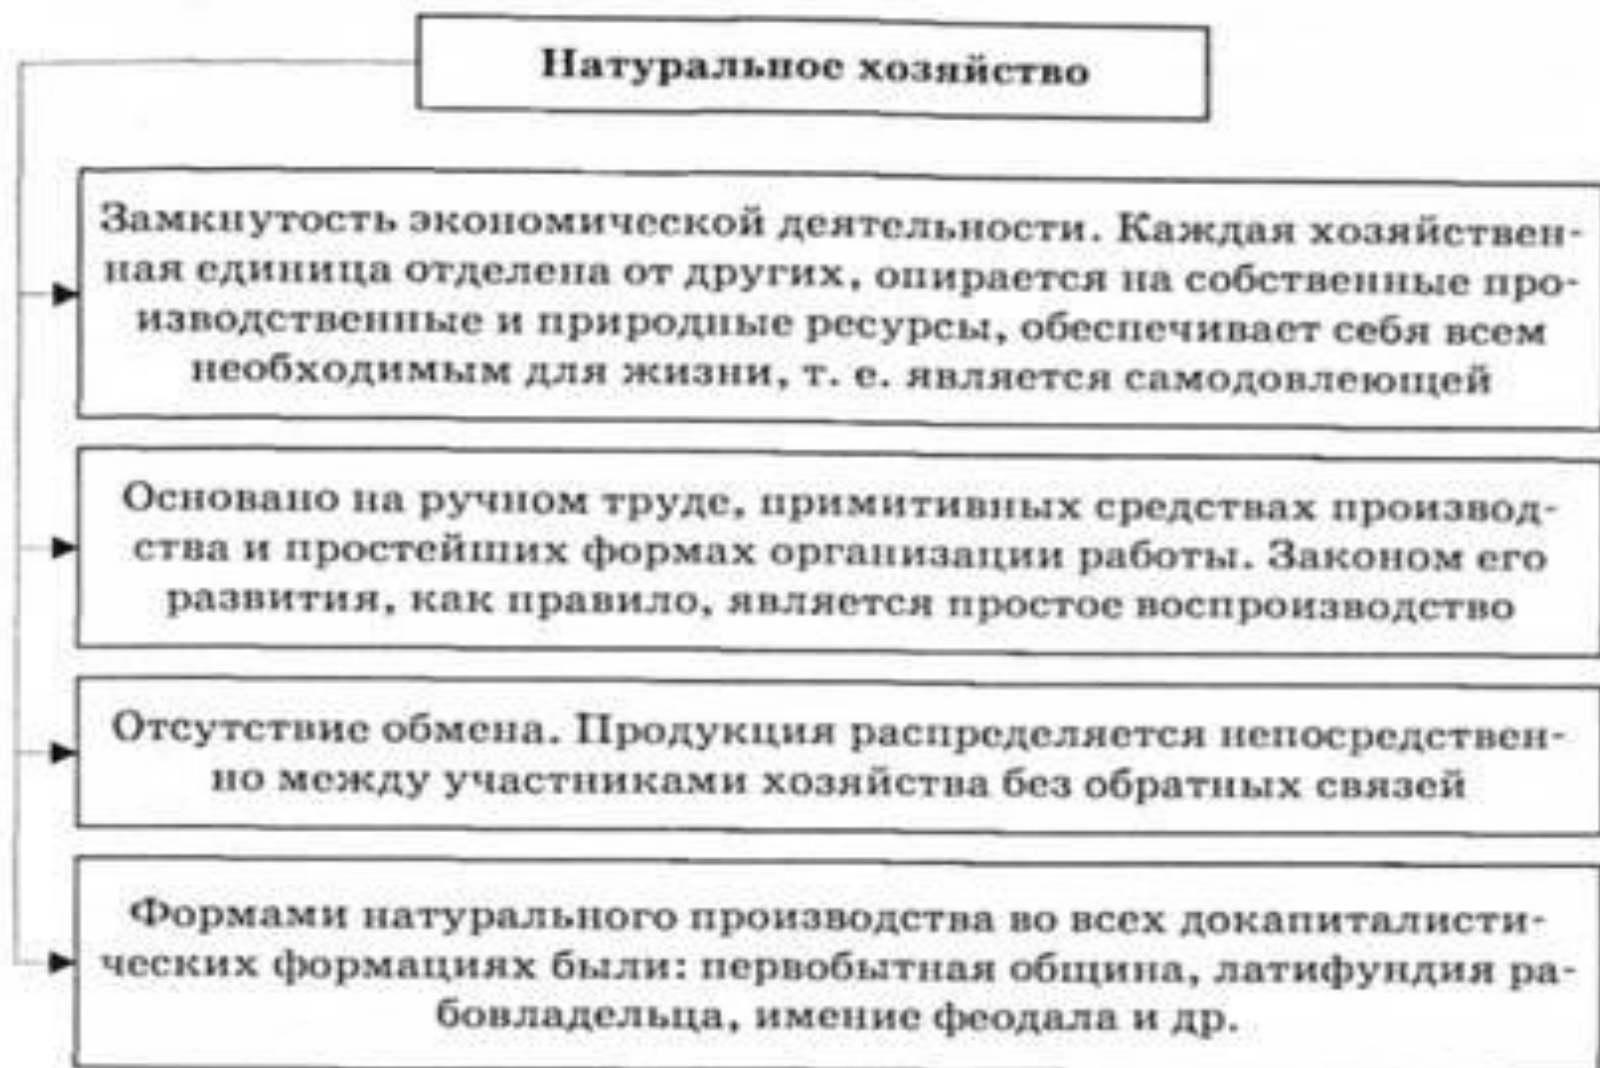 Натуральное хозяйство
Замкнутость экономической деятельности. Каждая хозяйствен-
ная единица отделена от других, опирается на собственные про-
изводственные и природные ресурсы, обеспечивает себя всем
необходимым для жизни, т. е. является самодовлеющей
Основано на ручном труде, примитивных средствах производ-
ства и простейших формах организации работы. Законом его
развития, как правило, является простое воспроизводство
Отсутствие обмена. Продукция распределяется непосредствен-
но между участниками хозяйства без обратных связей
Формами натурального производства во всех докапиталисти-
ческих формациях были: первобытная община, латифундия ра-
бовладельца, имение феодала и др.